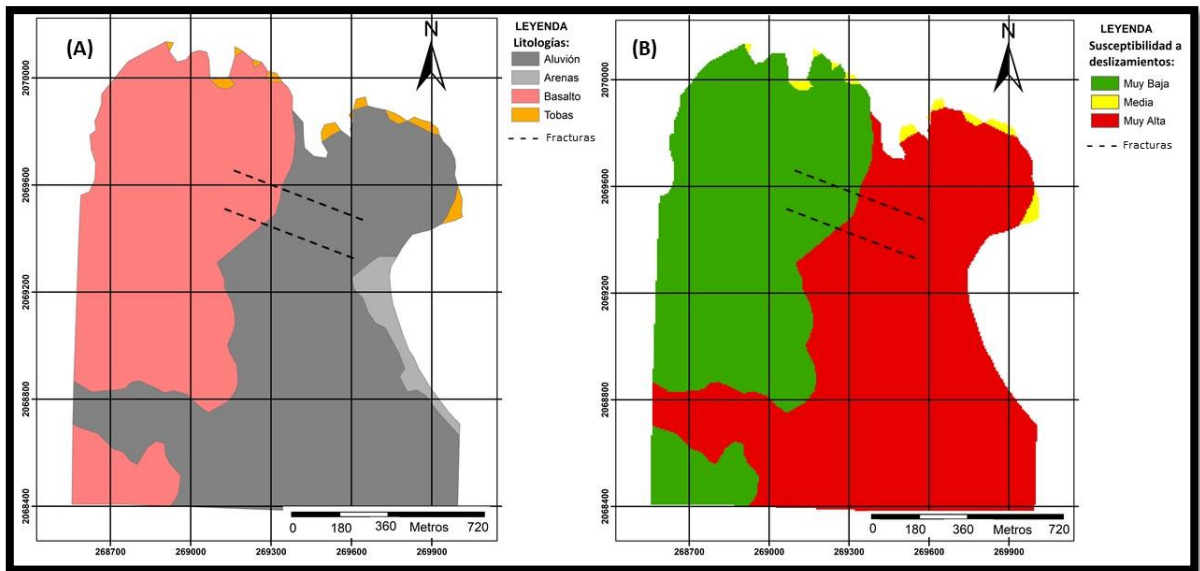 (A)
LEYENDA
Litologías:
Aluvión
Arenas
Basalto
Tobas
Fracturas
N
2070000
2069600
2069200
2068800
2068400
0 180 360 Metros 720
268700 269000 269300 269600 269900
(B)
LEYENDA
Susceptibilidad a
deslizamientos:
Muy Baja
Media
Muy Alta
Fracturas
N
2070000
2069600
2069200
2068800
2068400
0 180 360 Metros 720
268700 269000 269300 269600 269900